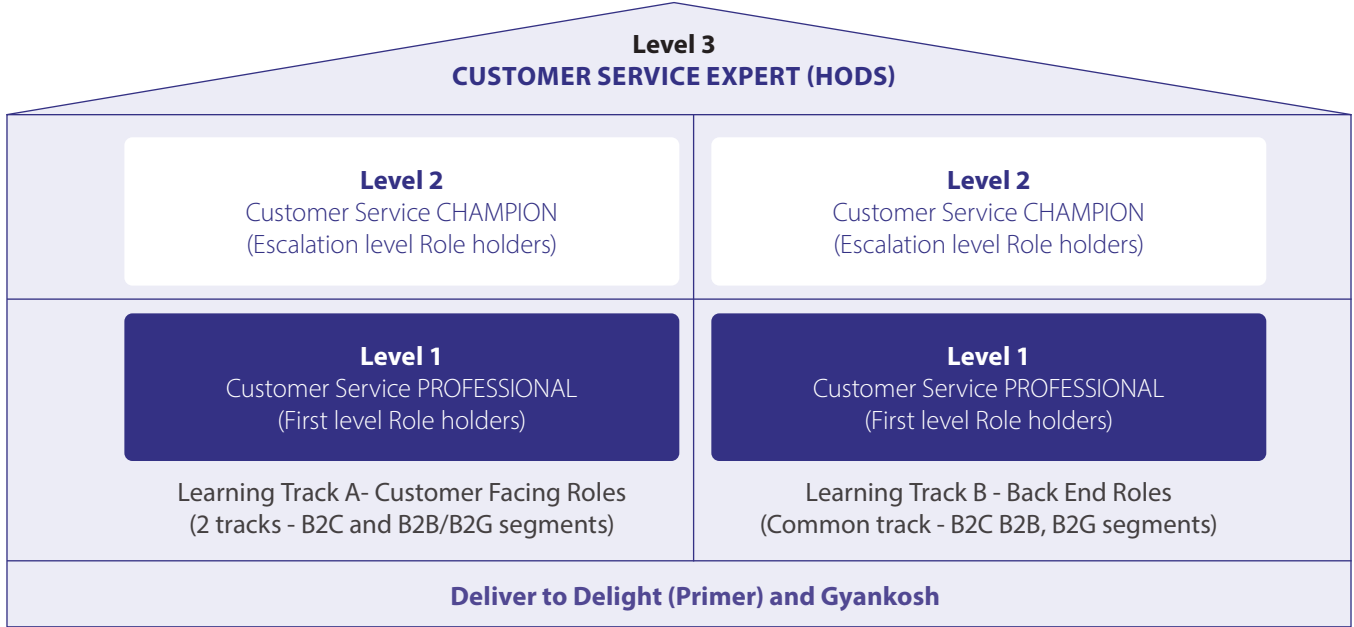 Level 3
CUSTOMER SERVICE EXPERT (HODS)
Level 2
Customer Service CHAMPION
(Escalation level Role holders)
Level 2
Customer Service CHAMPION
(Escalation level Role holders)
Level 1
Customer Service PROFESSIONAL
(First level Role holders)
Level 1
Customer Service PROFESSIONAL
(First level Role holders)
Learning Track A- Customer Facing Roles
(2 tracks - B2C and B2B/B2G segments)
Learning Track B - Back End Roles
(Common track - B2C B2B, B2G segments)
Deliver to Delight (Primer) and Gyankosh